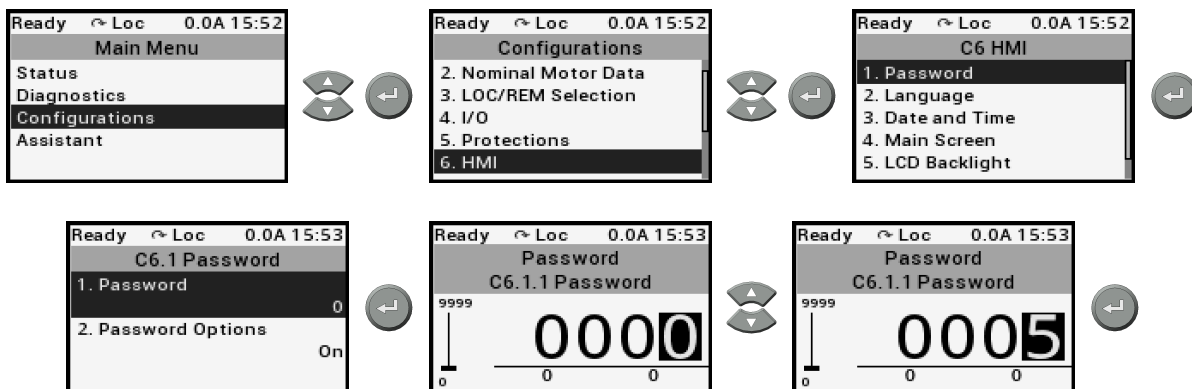 Ready ↷ Loc 0.0A 15:52
Main Menu
Status
Diagnostics
Configurations
Assistant
Ready ↷ Loc 0.0A 15:52
Configurations
2. Nominal Motor Data
3. LOC/REM Selection
4. I/O
5. Protections
6. HMI
Ready ↷ Loc 0.0A 15:52
C6 HMI
1. Password
2. Language
3. Date and Time
4. Main Screen
5. LCD Backlight
Ready ↷ Loc 0.0A 15:53
C6.1 Password
1. Password
0
2. Password Options
On
Ready ↷ Loc 0.0A 15:53
Password
C6.1.1 Password
9999
0000
0 0 0
Ready ↷ Loc 0.0A 15:53
Password
C6.1.1 Password
9999
0005
0 0 0